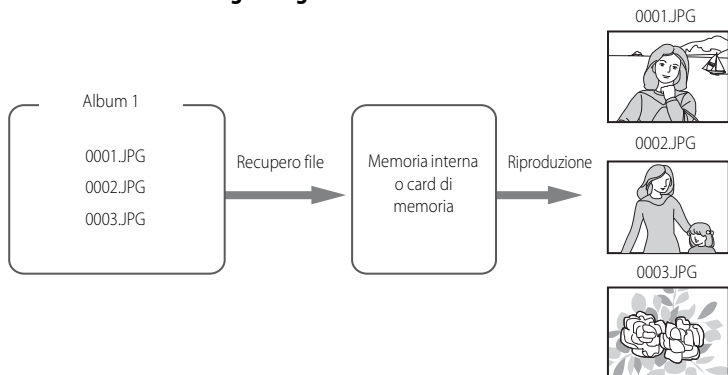 0001.JPG
Album 1
0001.JPG
0002.JPG
0003.JPG
Recupero file
Memoria interna
o card di
memoria
Riproduzione
0002.JPG
0003.JPG